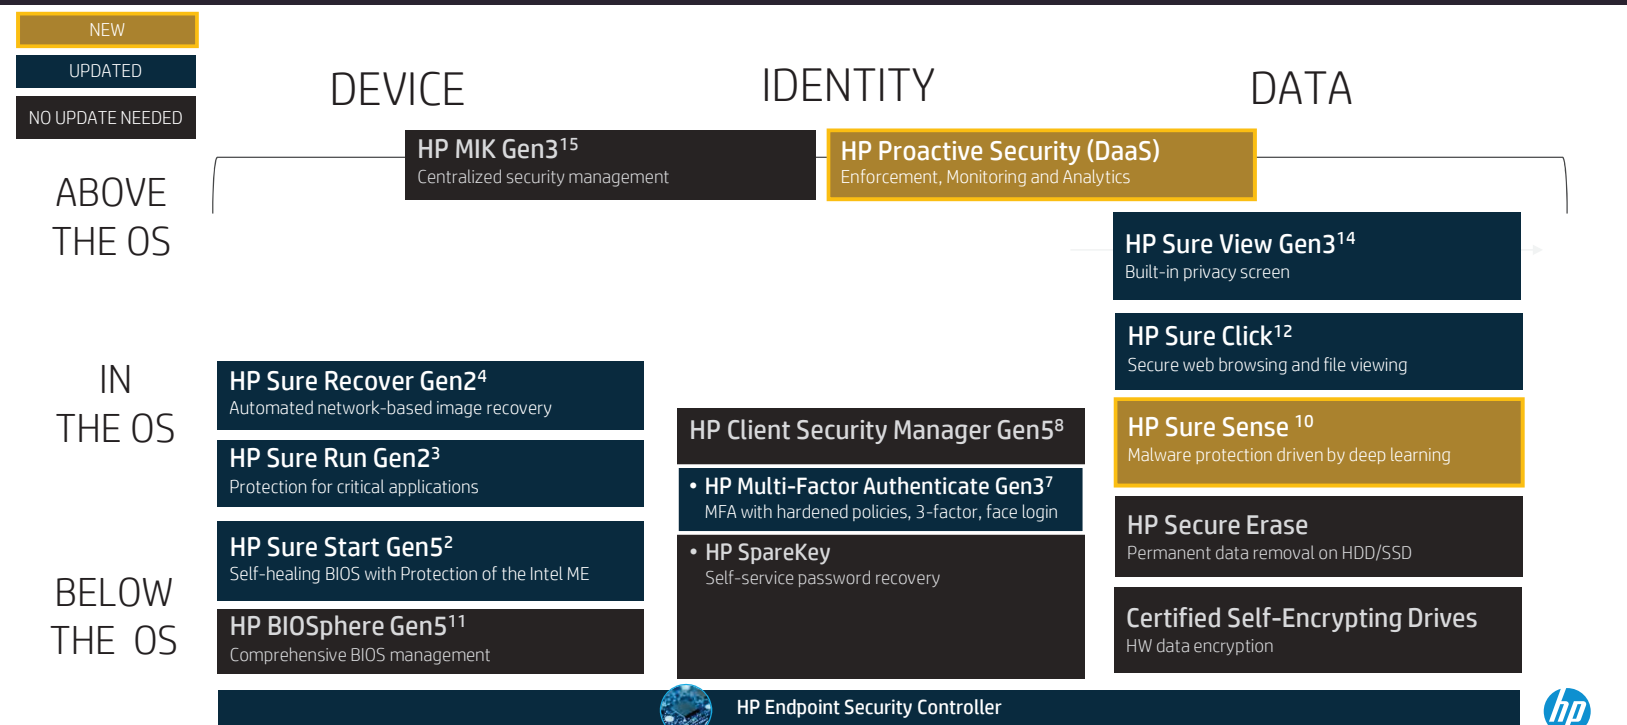 NEW
UPDATED
NO UPDATE NEEDED
DEVICE
IDENTITY
DATA
HP MIK Gen3¹⁵
Centralized security management
HP Proactive Security (DaaS)
Enforcement, Monitoring and Analytics
ABOVE
THE OS
HP Sure View Gen3¹⁴
Built-in privacy screen
HP Sure Click¹²
Secure web browsing and file viewing
IN
THE OS
HP Sure Recover Gen2⁴
Automated network-based image recovery
HP Sure Run Gen2³
Protection for critical applications
HP Client Security Manager Gen5⁸
• HP Multi-Factor Authenticate Gen3⁷
MFA with hardened policies, 3-factor, face login
HP Sure Sense ¹⁰
Malware protection driven by deep learning
HP Sure Start Gen5²
Self-healing BIOS with Protection of the Intel ME
• HP SpareKey
Self-service password recovery
HP Secure Erase
Permanent data removal on HDD/SSD
BELOW
THE OS
HP BIOSphere Gen5¹¹
Comprehensive BIOS management
Certified Self-Encrypting Drives
HW data encryption
HP Endpoint Security Controller
hp